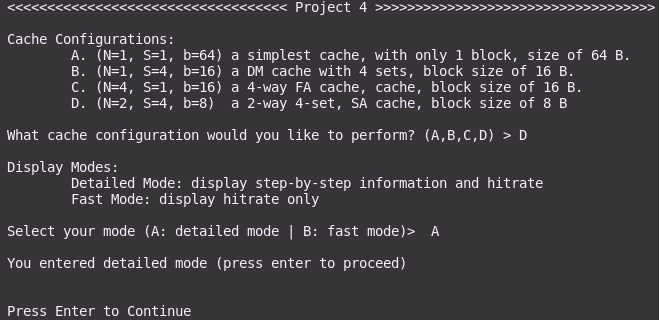 <<<<<<<<<<<<<<<<<<<<<<<<<<<<<<<<<<< Project 4 >>>>>>>>>>>>>>>>>>>>>>>>>>>>>>>>>>>
Cache Configurations:
A. (N=1, S=1, b=64) a simplest cache, with only 1 block, size of 64 B.
B. (N=1, S=4, b=16) a DM cache with 4 sets, block size of 16 B.
C. (N=4, S=1, b=16) a 4-way FA cache, cache, block size of 16 B.
D. (N=2, S=4, b=8)  a 2-way 4-set, SA cache, block size of 8 B
What cache configuration would you like to perform? (A,B,C,D) > D
Display Modes:
Detailed Mode: display step-by-step information and hitrate
Fast Mode: display hitrate only
Select your mode (A: detailed mode | B: fast mode)>  A
You entered detailed mode (press enter to proceed)
Press Enter to Continue